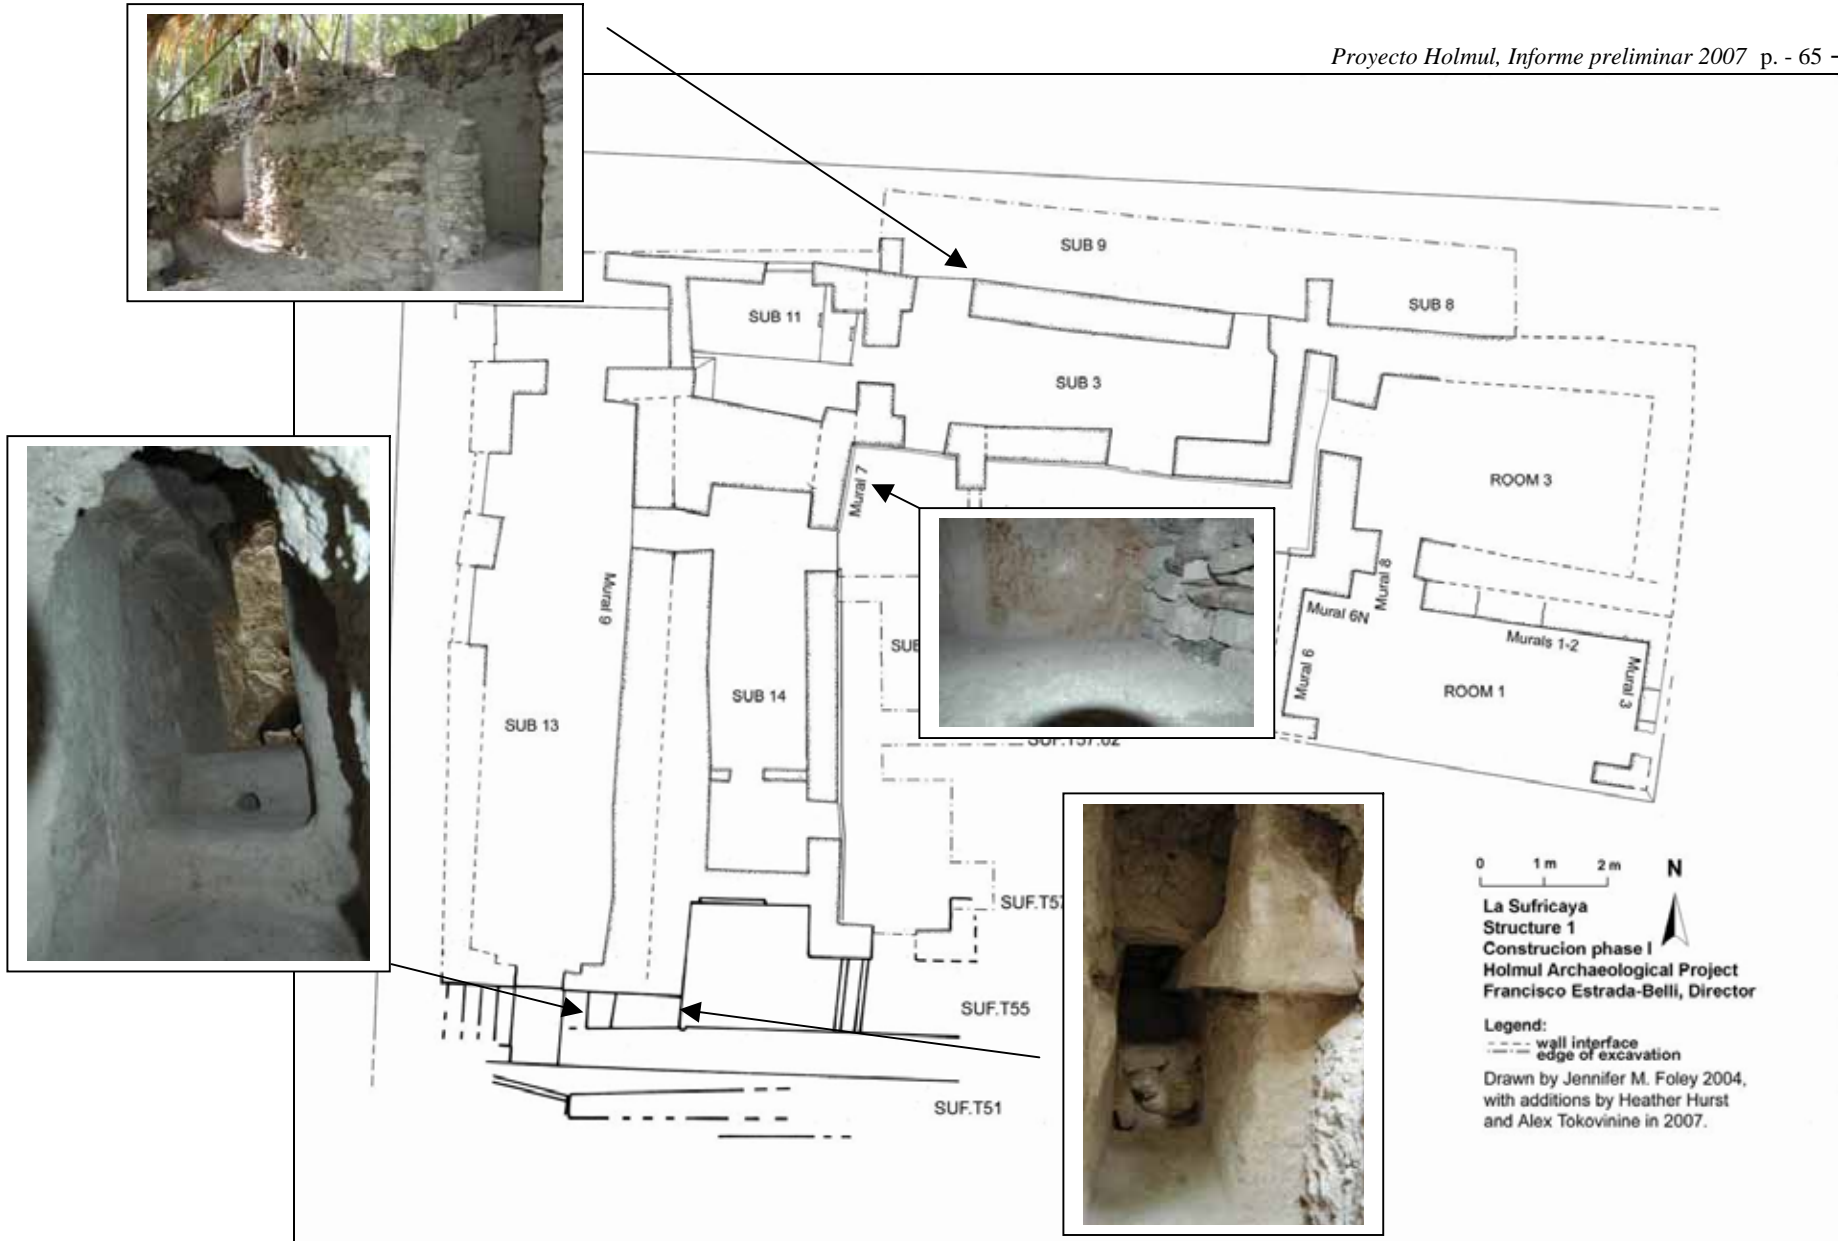 Proyecto Holmul, Informe preliminar 2007 p. - 65 -
SUB 9
SUB 8
SUB 11
SUB 3
ROOM 3
Mural 7
Mural 9
Mural 8
Mural 6N
Murals 1-2
SUB
Mural 6
Mural 3
SUB 14
ROOM 1
SUB 13
SUF.T57.02
0 1 m 2 m N
SUF.T57
La Sufricaya
Structure 1
Construcion phase I
Holmul Archaeological Project
Francisco Estrada-Belli, Director
SUF.T55
Legend:
wall interface
edge of excavation
Drawn by Jennifer M. Foley 2004,
with additions by Heather Hurst
and Alex Tokovinine in 2007.
SUF.T51